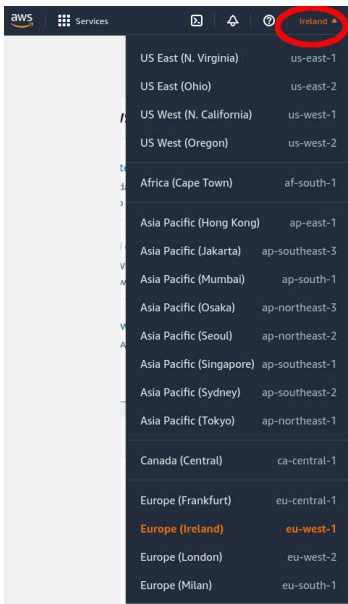 aws Services Ireland
US East (N. Virginia) us-east-1
US East (Ohio) us-east-2
US West (N. California) us-west-1
US West (Oregon) us-west-2
Africa (Cape Town) af-south-1
Asia Pacific (Hong Kong) ap-east-1
Asia Pacific (Jakarta) ap-southeast-3
Asia Pacific (Mumbai) ap-south-1
Asia Pacific (Osaka) ap-northeast-3
Asia Pacific (Seoul) ap-northeast-2
Asia Pacific (Singapore) ap-southeast-1
Asia Pacific (Sydney) ap-southeast-2
Asia Pacific (Tokyo) ap-northeast-1
Canada (Central) ca-central-1
Europe (Frankfurt) eu-central-1
Europe (Ireland) eu-west-1
Europe (London) eu-west-2
Europe (Milan) eu-south-1